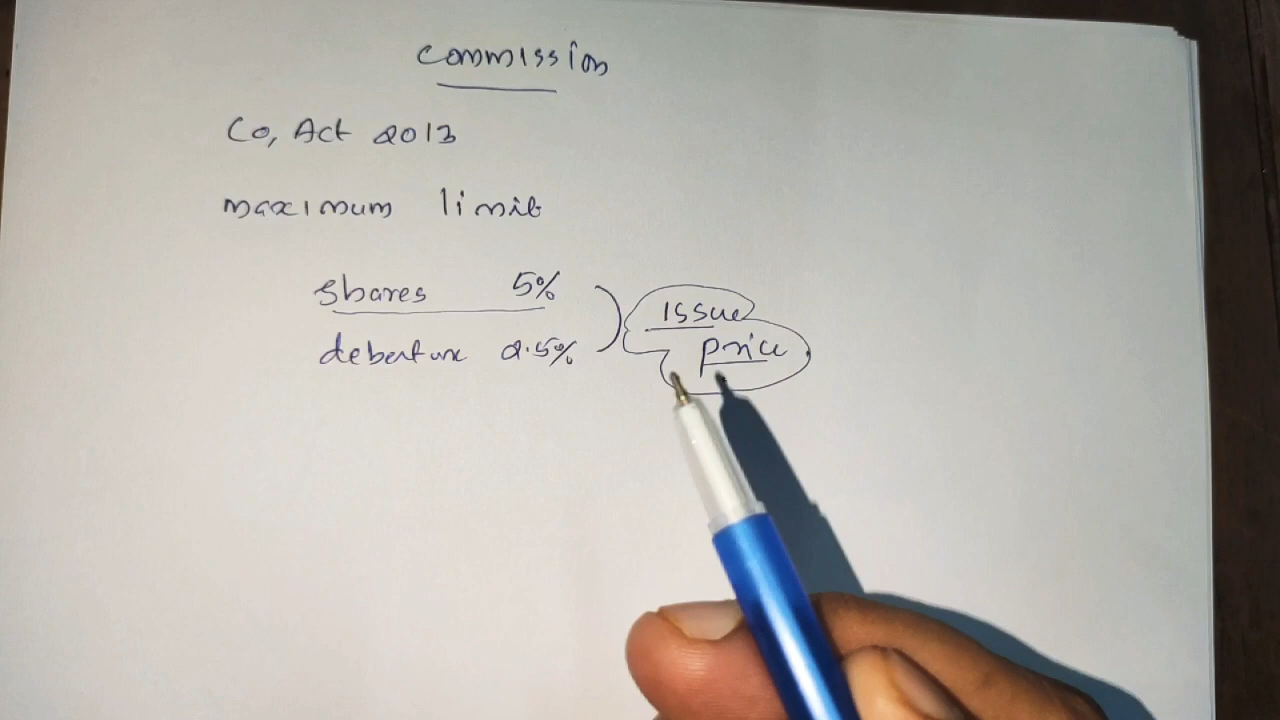 Commission
Co, Act 2013
maximum limit
shares 5%
debenture 2.5%
Issue
price